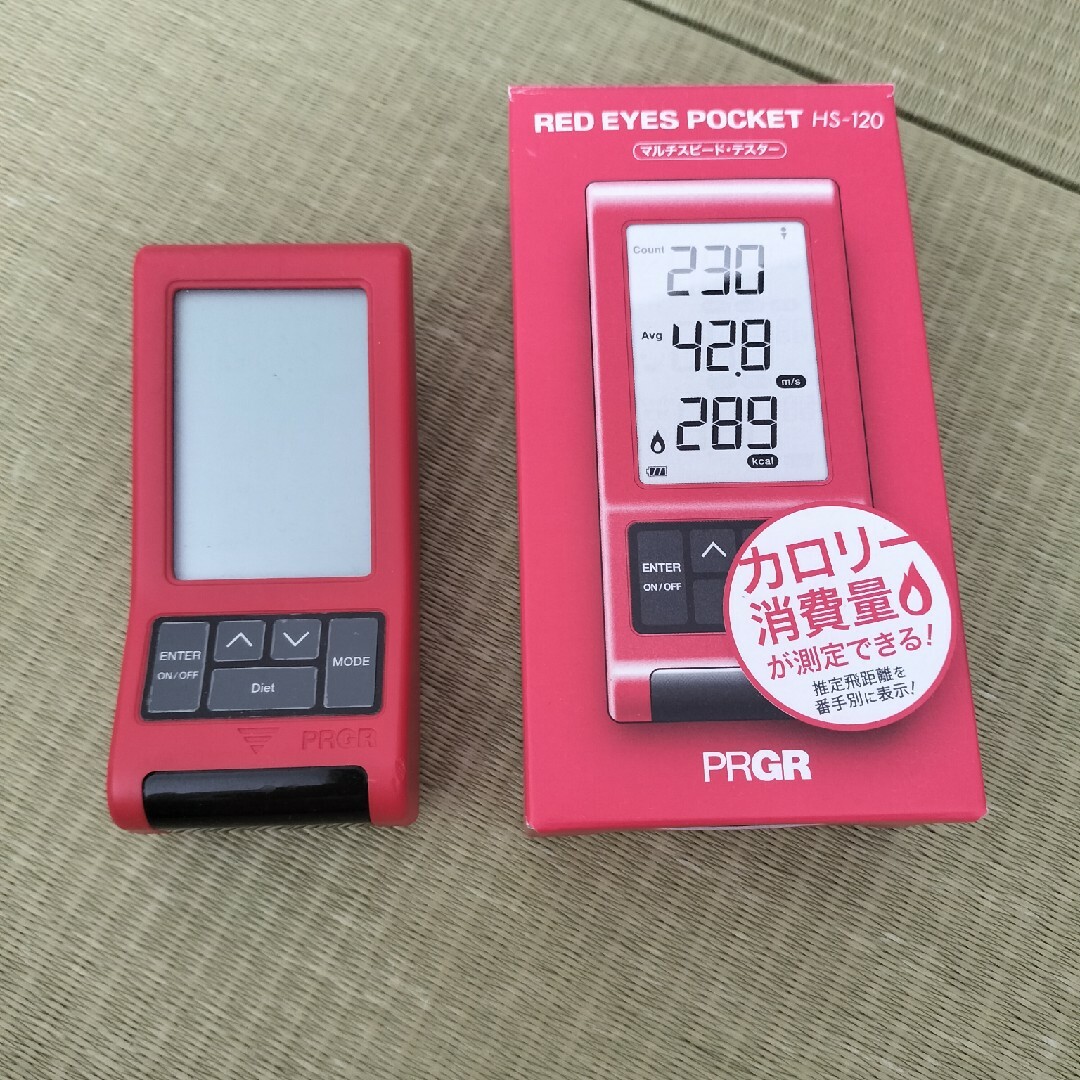 RED EYES POCKET HS-120
マルチスピード・テスター
Count 230
Avg 42.8
m/s
289
kcal
ENTER
ON/OFF
カロリー
消費量
が測定できる!
推定飛距離を
番手別に表示!
PRGR
ENTER
ON/OFF
Diet
MODE
PRGR